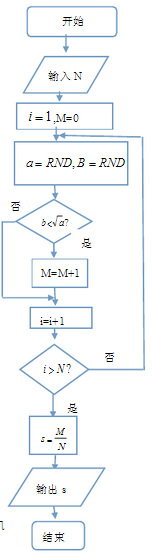 开始
输入 N
i = 1,M=0
a = RND, B = RND
b<√a?
否
是
M=M+1
i=i+1
i > N?
否
是
s = M/N
输出 s
结束